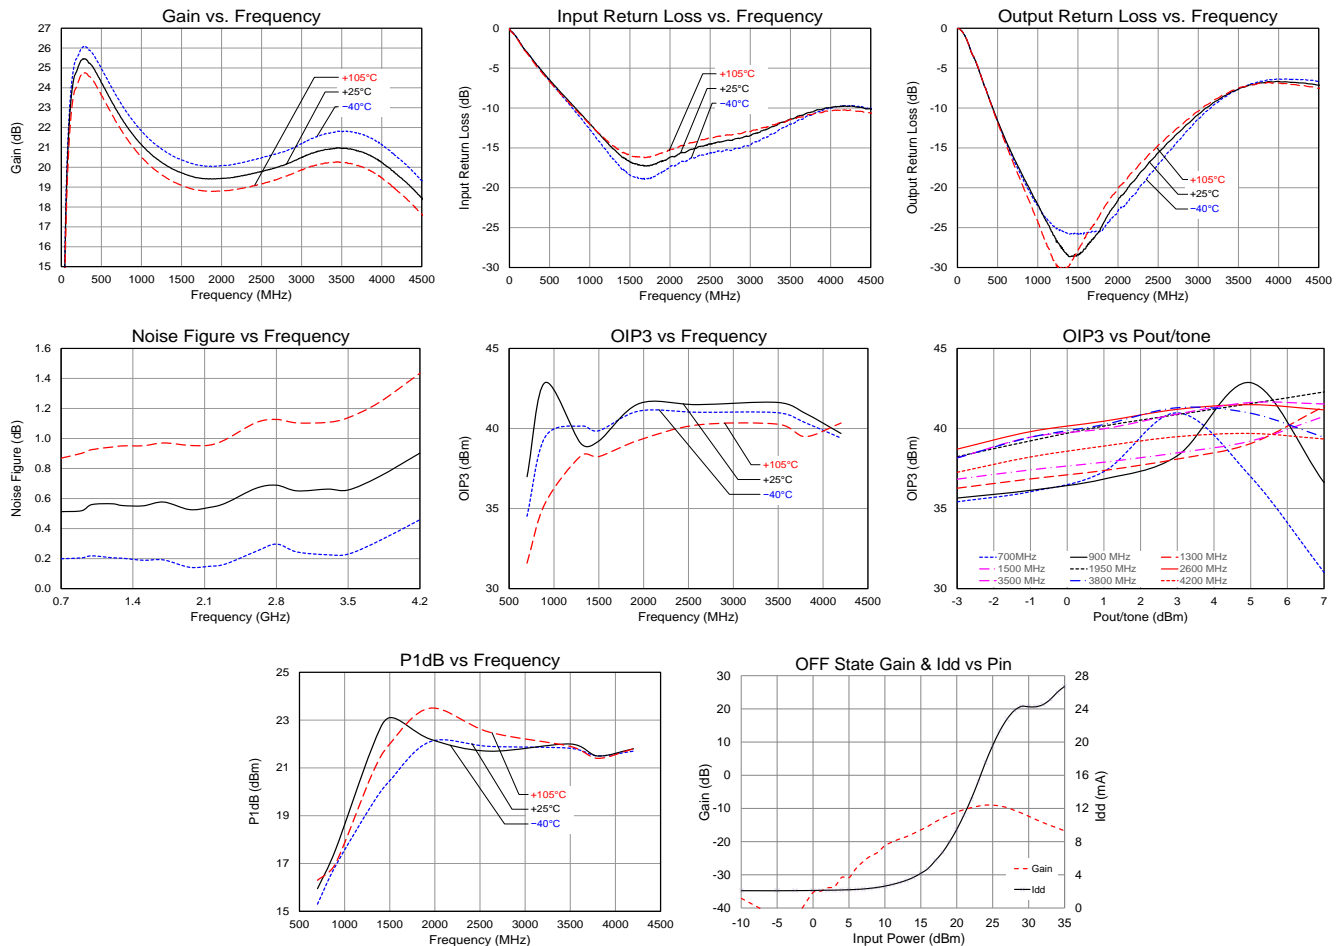 Gain vs. Frequency
27
26
25
24
23
22
21
20
19
18
17
16
15
Gain (dB)
+105°C
+25°C
−40°C
0 500 1000 1500 2000 2500 3000 3500 4000 4500
Frequency (MHz)
Input Return Loss vs. Frequency
0
-5
-10
-15
-20
-25
-30
Input Return Loss (dB)
+105°C
+25°C
−40°C
0 500 1000 1500 2000 2500 3000 3500 4000 4500
Frequency (MHz)
Output Return Loss vs. Frequency
0
-5
-10
-15
-20
-25
-30
Output Return Loss (dB)
+105°C
+25°C
−40°C
0 500 1000 1500 2000 2500 3000 3500 4000 4500
Frequency (MHz)
Noise Figure vs Frequency
1.6
1.4
1.2
1.0
0.8
0.6
0.4
0.2
0.0
Noise Figure (dB)
0.7 1.4 2.1 2.8 3.5 4.2
Frequency (GHz)
OIP3 vs Frequency
45
40
35
30
OIP3 (dBm)
+105°C
+25°C
−40°C
500 1000 1500 2000 2500 3000 3500 4000 4500
Frequency (MHz)
OIP3 vs Pout/tone
45
40
35
30
OIP3 (dBm)
700MHz 900 MHz 1300 MHz
1500 MHz 1950 MHz 2600 MHz
3500 MHz 3800 MHz 4200 MHz
-3 -2 -1 0 1 2 3 4 5 6 7
Pout/tone (dBm)
P1dB vs Frequency
25
23
21
19
17
15
P1dB (dBm)
+105°C
+25°C
−40°C
500 1000 1500 2000 2500 3000 3500 4000 4500
Frequency (MHz)
OFF State Gain & Idd vs Pin
30
20
10
0
-10
-20
-30
-40
Gain (dB)
28
24
20
16
12
8
4
0
Idd (mA)
Gain
Idd
-10 -5 0 5 10 15 20 25 30 35
Input Power (dBm)